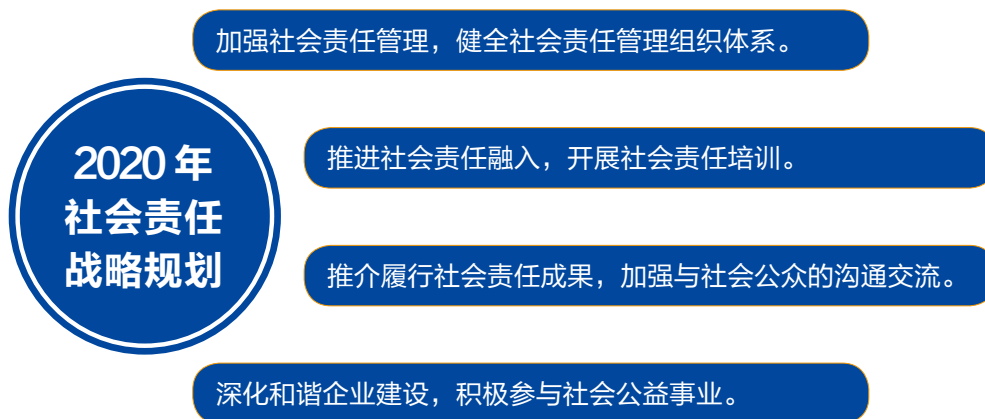 加强社会责任管理，健全社会责任管理组织体系。
2020 年
社会责任
战略规划
推进社会责任融入，开展社会责任培训。
推介履行社会责任成果，加强与社会公众的沟通交流。
深化和谐企业建设，积极参与社会公益事业。